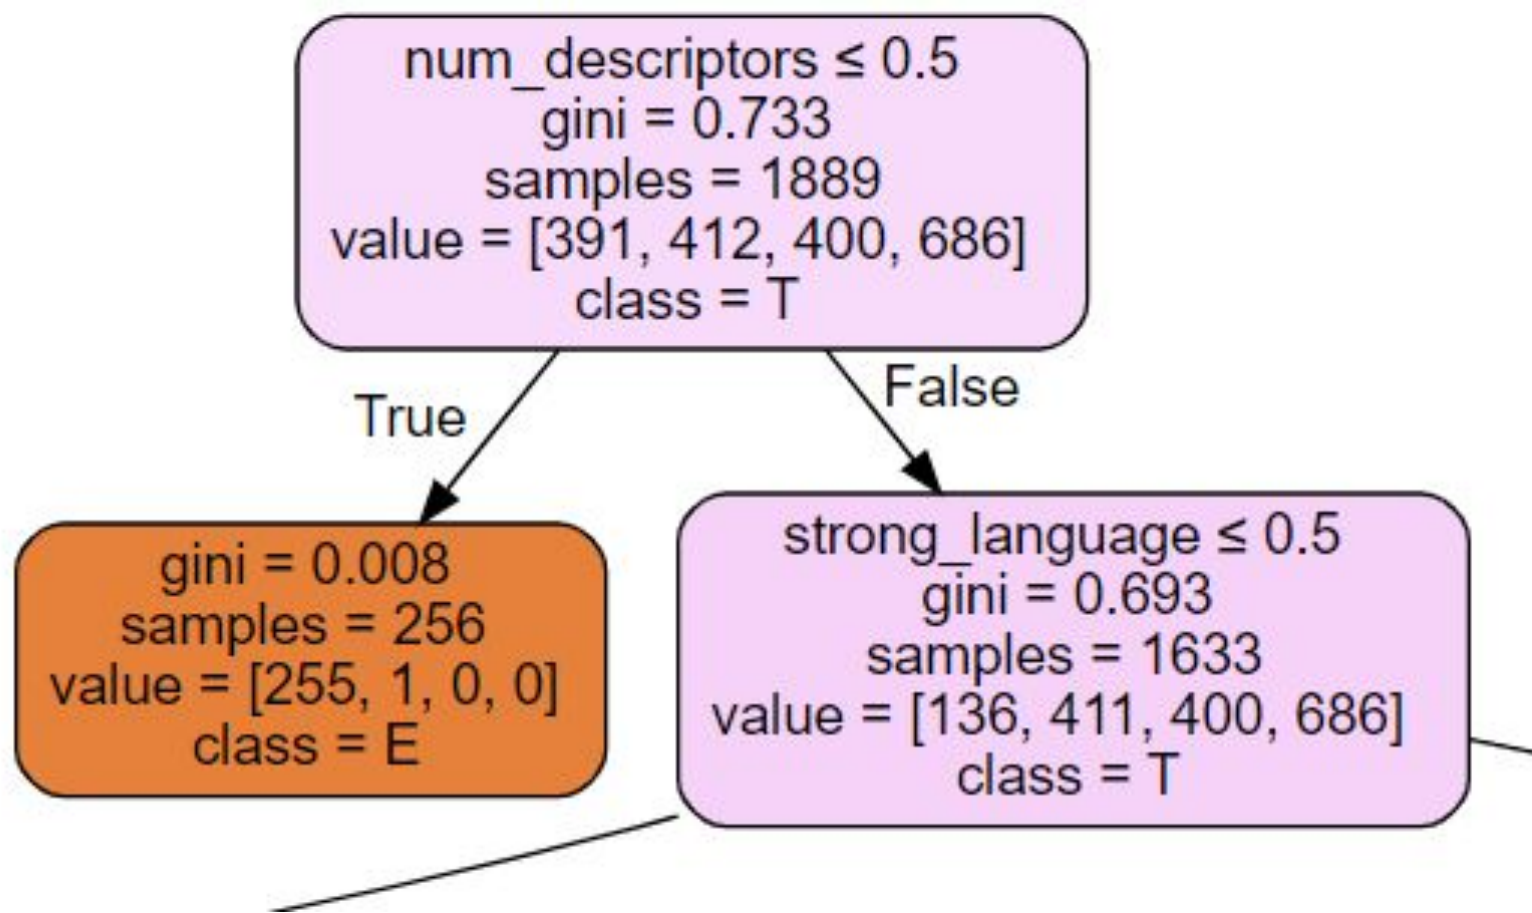 num_descriptors ≤ 0.5
gini = 0.733
samples = 1889
value = [391, 412, 400, 686]
class = T
True
False
gini = 0.008
samples = 256
value = [255, 1, 0, 0]
class = E
strong_language ≤ 0.5
gini = 0.693
samples = 1633
value = [136, 411, 400, 686]
class = T